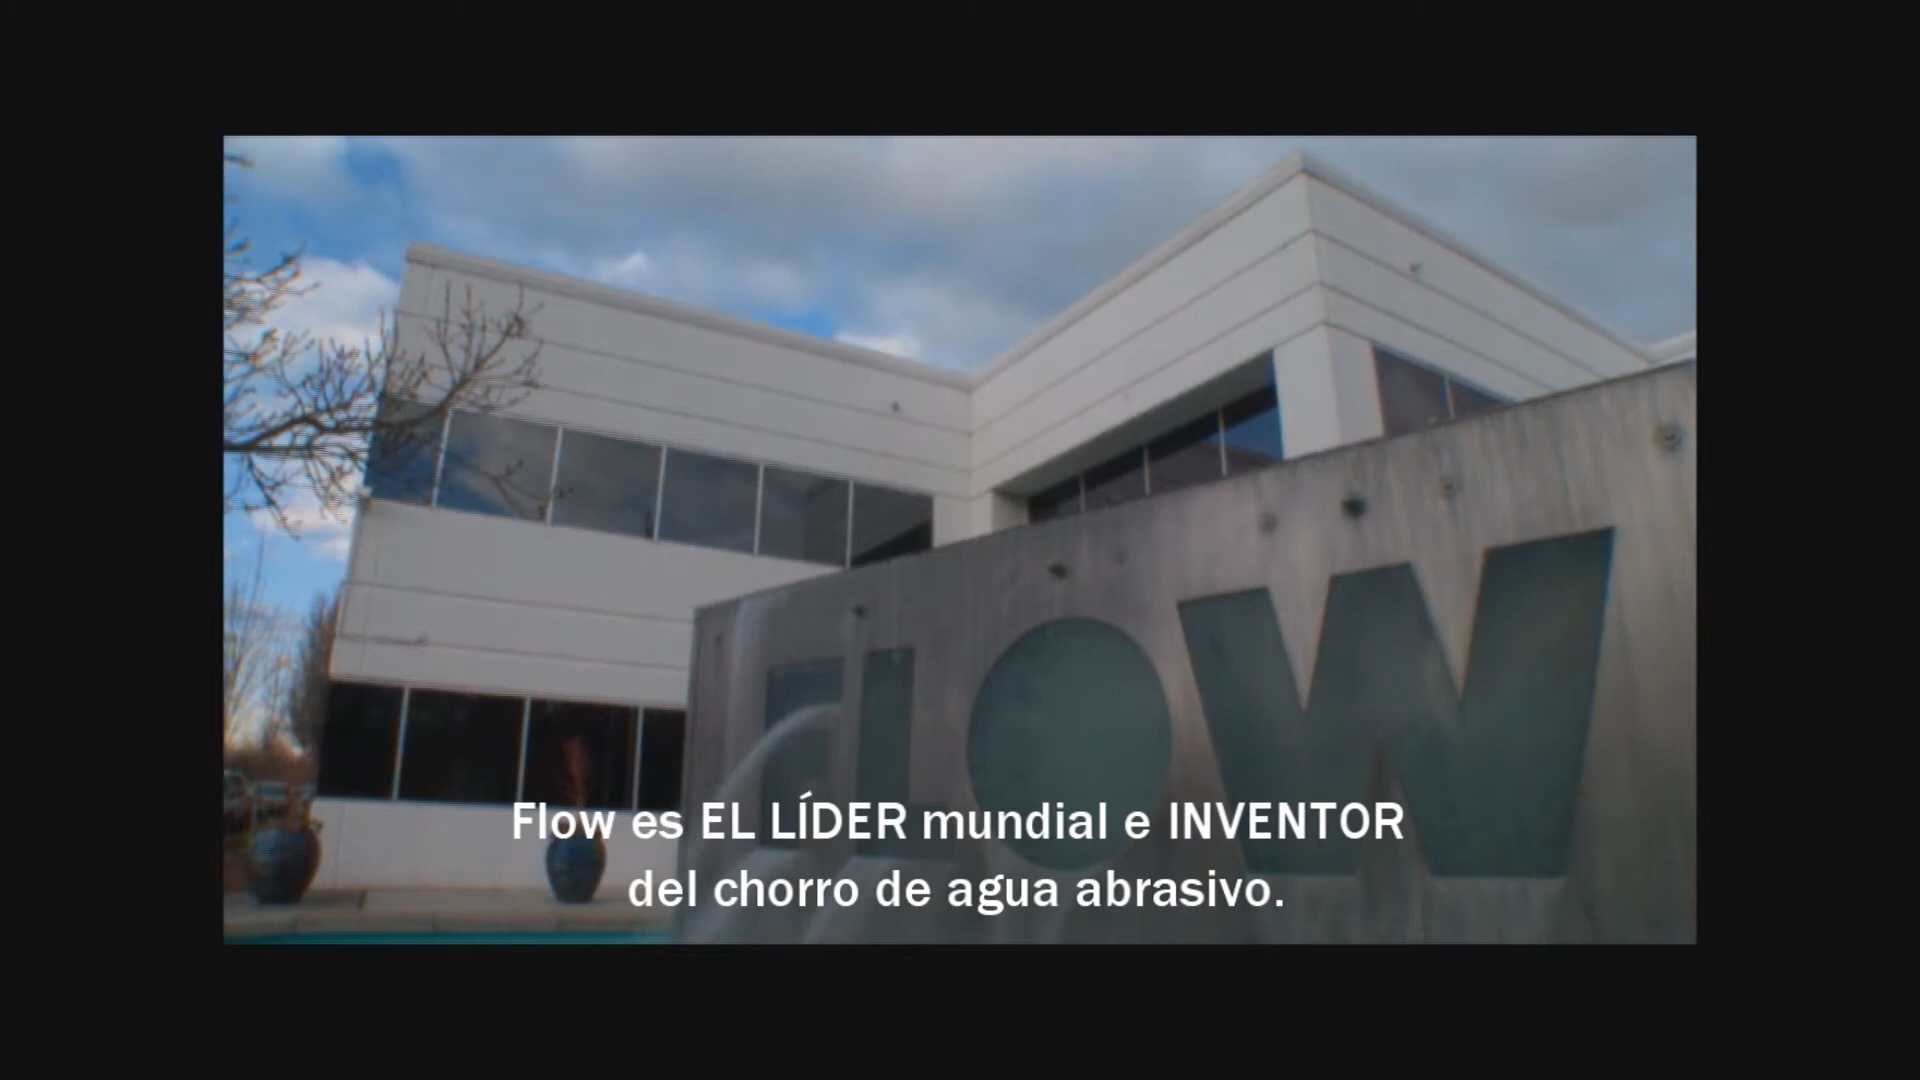 FLOW
Flow es EL LÍDER mundial e INVENTOR
del chorro de agua abrasivo.